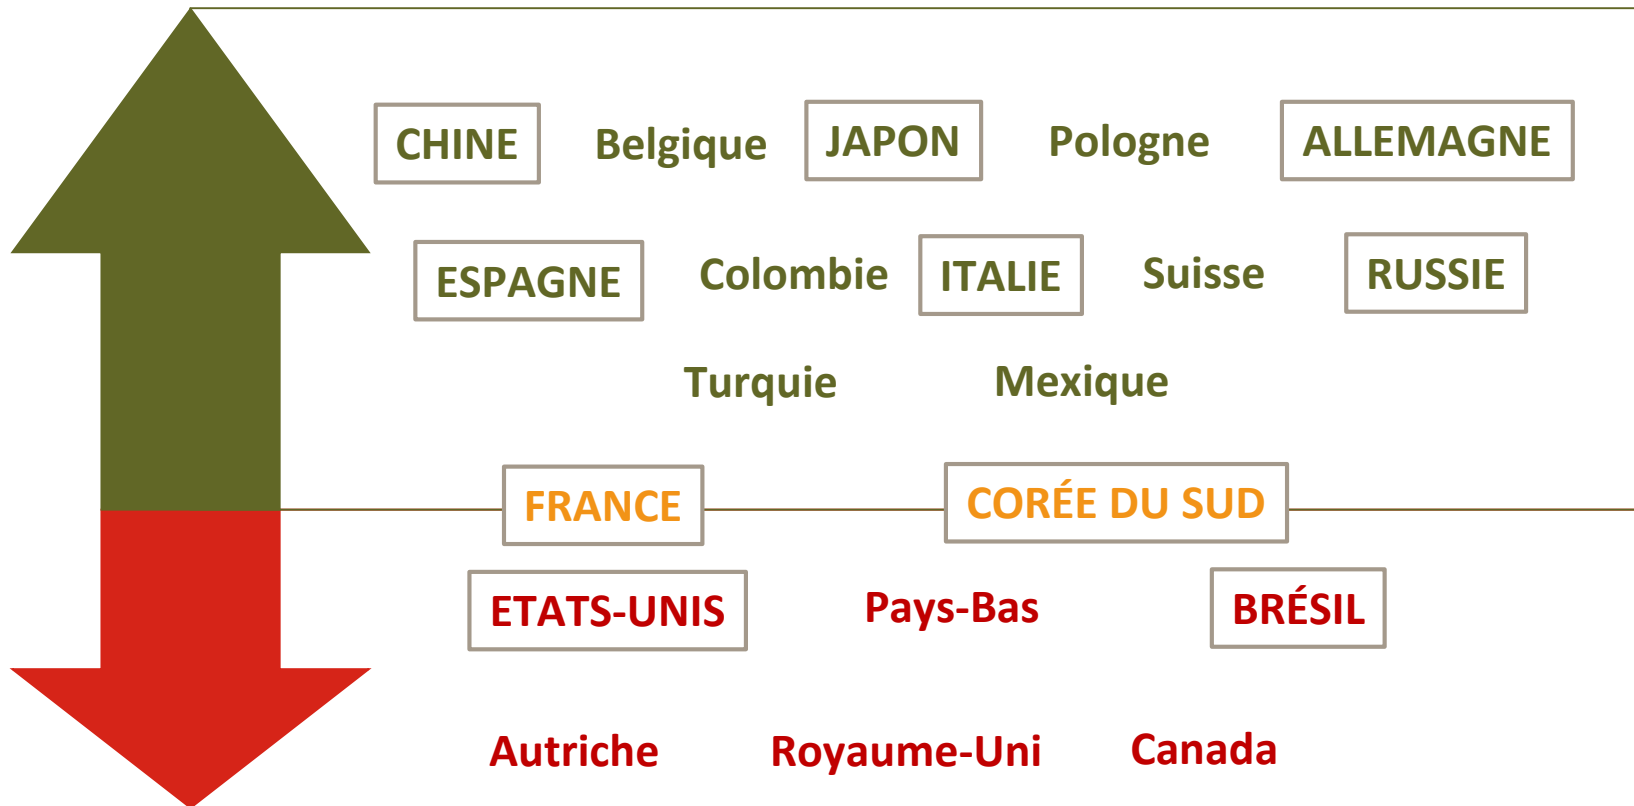 CHINE Belgique JAPON Pologne ALLEMAGNE
ESPAGNE Colombie ITALIE Suisse RUSSIE
Turquie Mexique
FRANCE CORÉE DU SUD
ETATS-UNIS Pays-Bas BRÉSIL
Autriche Royaume-Uni Canada